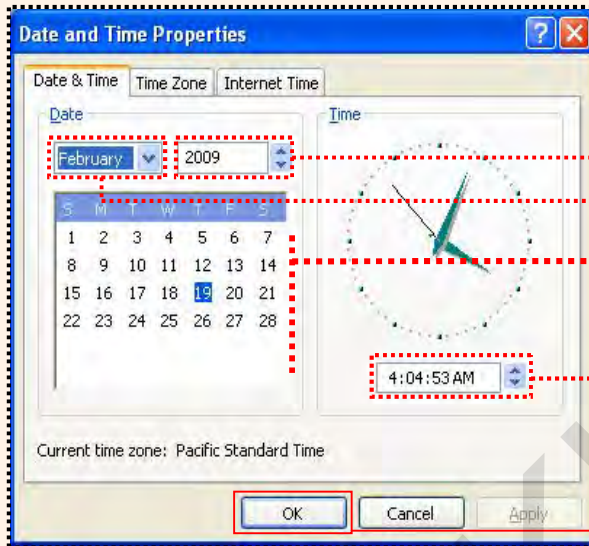 Date and Time Properties
Date & Time Time Zone Internet Time
Date Time
February 2009
S M T W T F S
1 2 3 4 5 6 7
8 9 10 11 12 13 14
15 16 17 18 19 20 21
22 23 24 25 26 27 28
4:04:53 AM
Current time zone: Pacific Standard Time
OK Cancel Apply